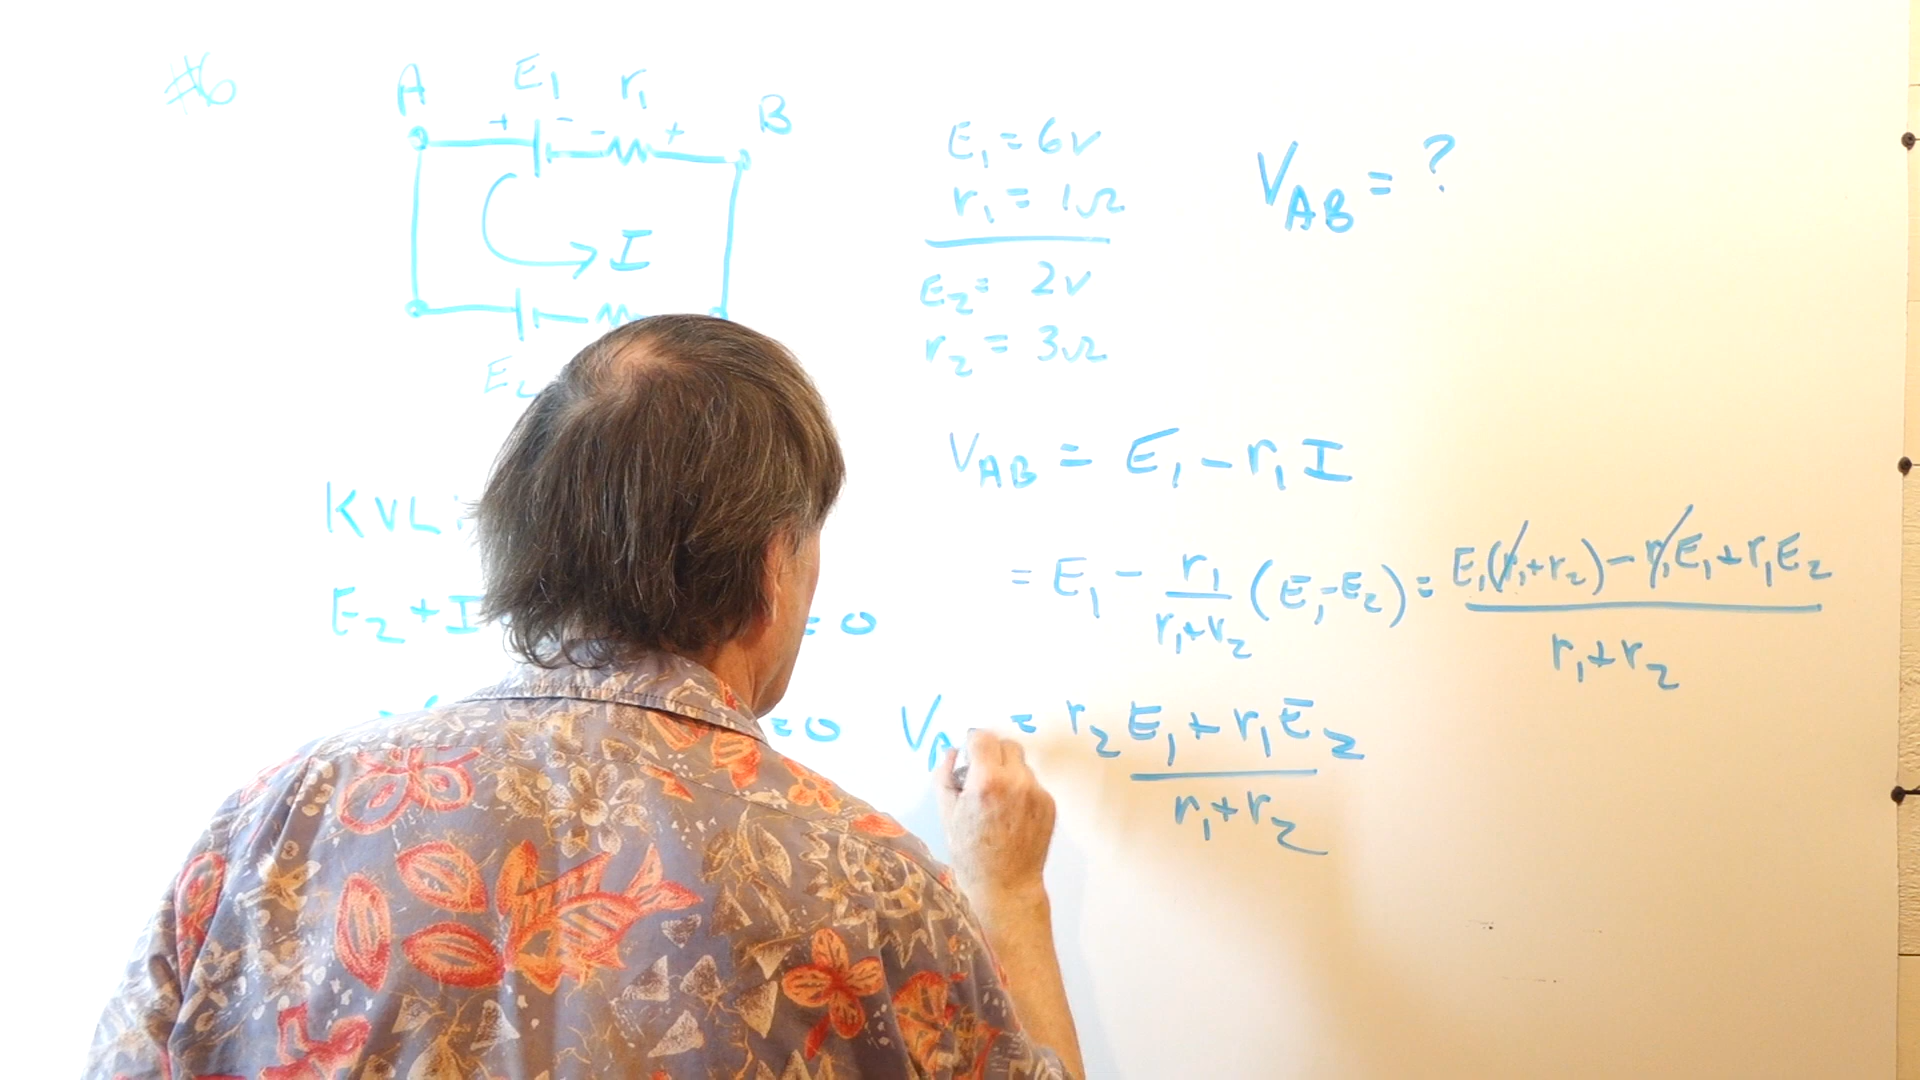 #6
A E₁ r₁ B
+ - - +
I
E₂
E₁ = 6v
r₁ = 1Ω
E₂ = 2v
r₂ = 3Ω
V_AB = ?
KVL
E₂ + I = 0
= 0
V_AB = E₁ - r₁ I
= E₁ - r₁/(r₁+r₂) (E₁-E₂) = (E₁(r₁+r₂) - r₁E₁ + r₁E₂)/(r₁+r₂)
V_A = (r₂E₁ + r₁E₂)/(r₁+r₂)